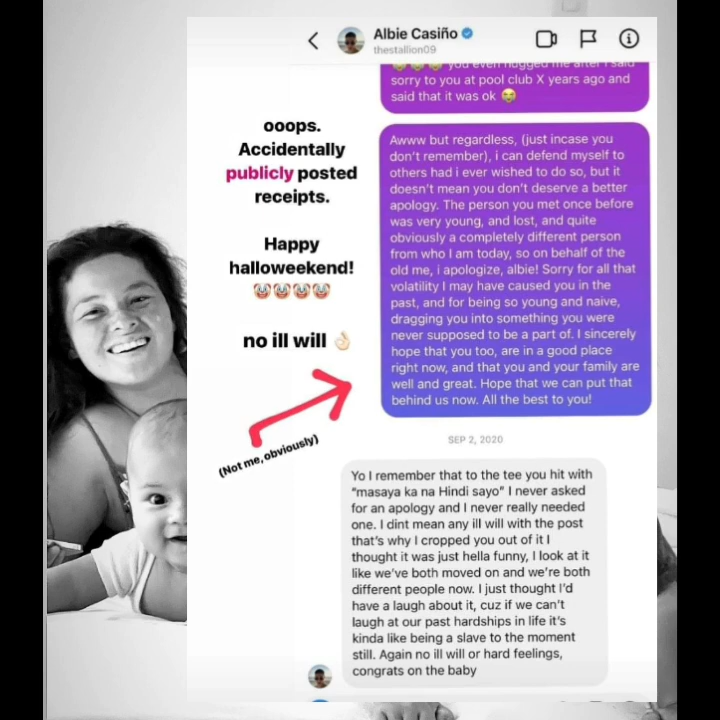 Albie Casiño
thestallion09
😭😭😭 you even hugged me after i said
sorry to you at pool club X years ago and
said that it was ok 😭
ooops.
Accidentally
publicly posted
receipts.
Happy
halloweekend!
🤡🤡🤡🤡
no ill will 👌🏻
(Not me, obviously)
Awww but regardless, (just incase you
don't remember), i can defend myself to
others had i ever wished to do so, but it
doesn't mean you don't deserve a better
apology. The person you met once before
was very young, and lost, and quite
obviously a completely different person
from who I am today, so on behalf of the
old me, i apologize, albie! Sorry for all that
volatility I may have caused you in the
past, and for being so young and naive,
dragging you into something you were
never supposed to be a part of. I sincerely
hope that you too, are in a good place
right now, and that you and your family are
well and great. Hope that we can put that
behind us now. All the best to you!
SEP 2, 2020
Yo I remember that to the tee you hit with
"masaya ka na Hindi sayo" I never asked
for an apology and I never really needed
one. I dint mean any ill will with the post
that's why I cropped you out of it I
thought it was just hella funny, I look at it
like we've both moved on and we're both
different people now. I just thought I'd
have a laugh about it, cuz if we can't
laugh at our past hardships in life it's
kinda like being a slave to the moment
still. Again no ill will or hard feelings,
congrats on the baby